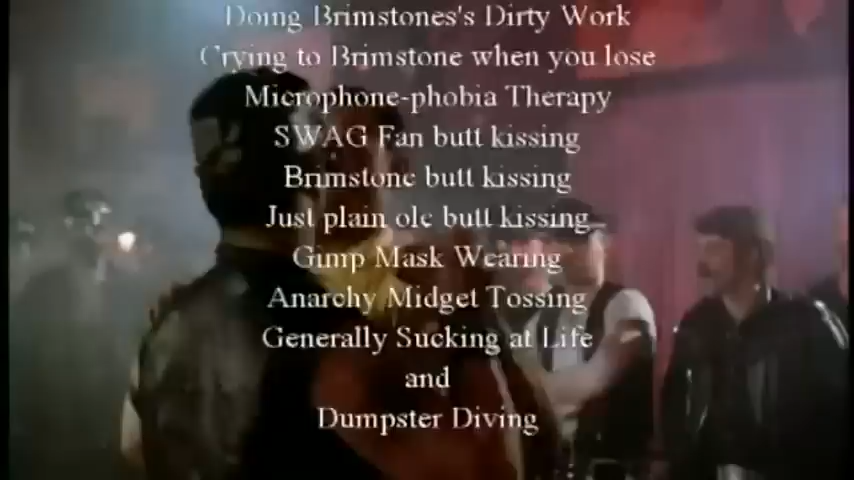 Doing Brimstones's Dirty Work
Crying to Brimstone when you lose
Microphone-phobia Therapy
SWAG Fan butt kissing
Brimstone butt kissing
Just plain ole butt kissing
Gimp Mask Wearing
Anarchy Midget Tossing
Generally Sucking at Life
and
Dumpster Diving